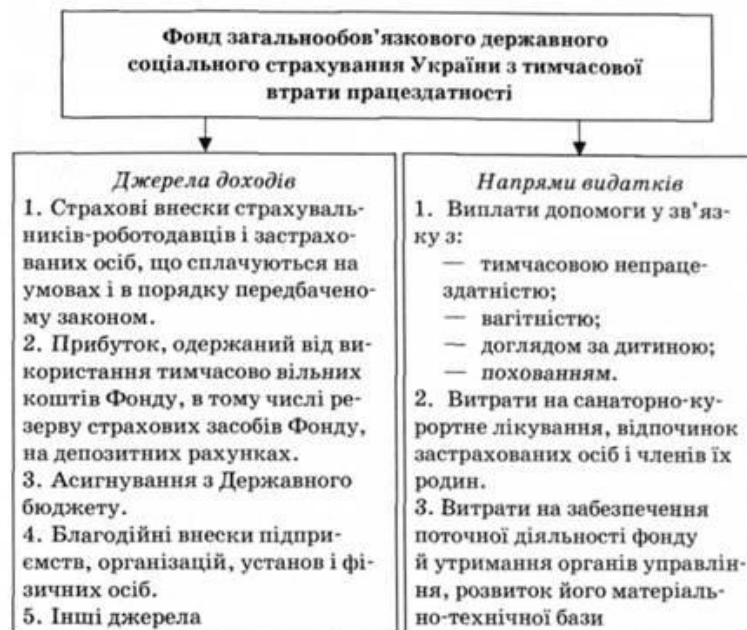 Фонд загальнообов’язкового державного
соціального страхування України з тимчасової
втрати працездатності
Джерела доходів
1. Страхові внески страхуваль-
ників-роботодавців і застрахо-
ваних осіб, що сплачуються на
умовах і в порядку передбачено-
му законом.
2. Прибуток, одержаний від ви-
користання тимчасово вільних
коштів Фонду, в тому числі ре-
зерву страхових засобів Фонду,
на депозитних рахунках.
3. Асигнування з Державного
бюджету.
4. Благодійні внески підпри-
ємств, організацій, установ і фі-
зичних осіб.
5. Інші джерела
Напрями видатків
1. Виплати допомоги у зв’яз-
ку з:
— тимчасовою непраце-
здатністю;
— вагітністю;
— доглядом за дитиною;
— похованням.
2. Витрати на санаторно-ку-
рортне лікування, відпочинок
застрахованих осіб і членів їх
родин.
3. Витрати на забезпечення
поточної діяльності фонду
й утримання органів управлін-
ня, розвиток його матеріаль-
но-технічної бази